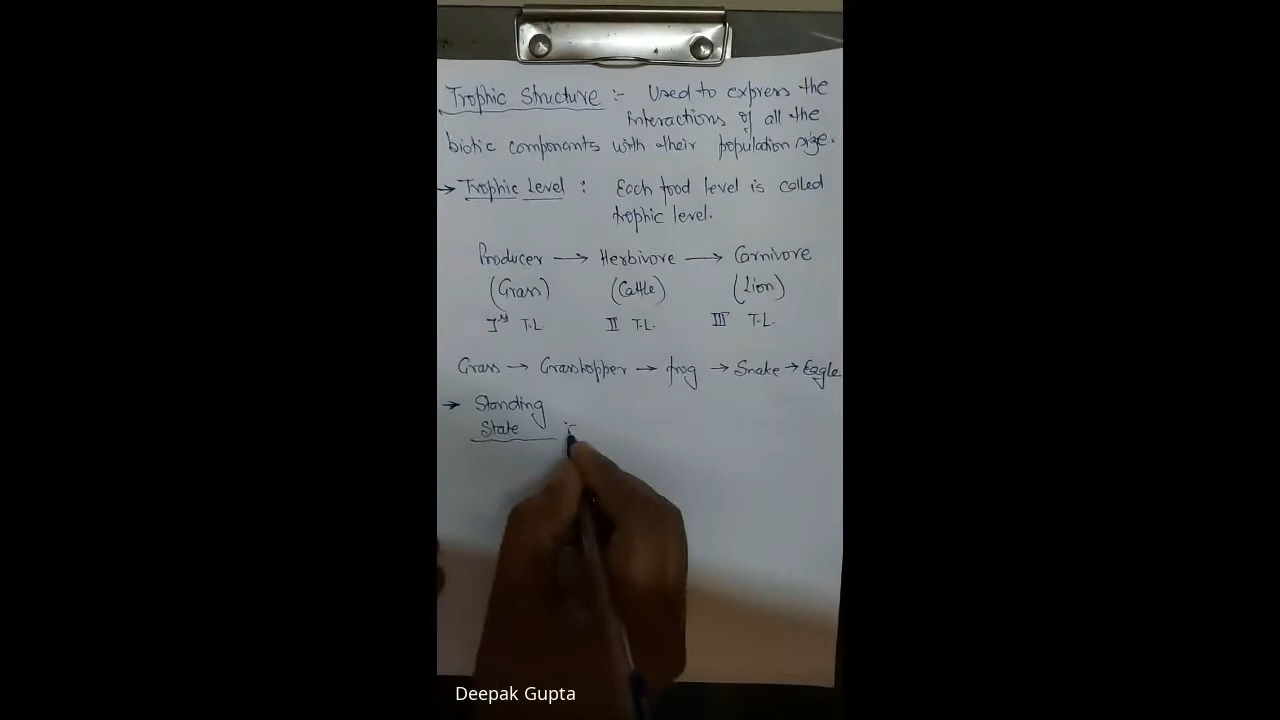 Trophic Structure :- Used to express the
interactions of all the
biotic componants with their population size.
→ Trophic Level : Each food level is called
trophic level.
Producer → Herbivore → Carnivore
(Grass) (Cattle) (Lion)
Ist T.L. II T.L. III T.L.
Grass → Grasshopper → frog → Snake → Eagle
→ Standing
State :-
Deepak Gupta